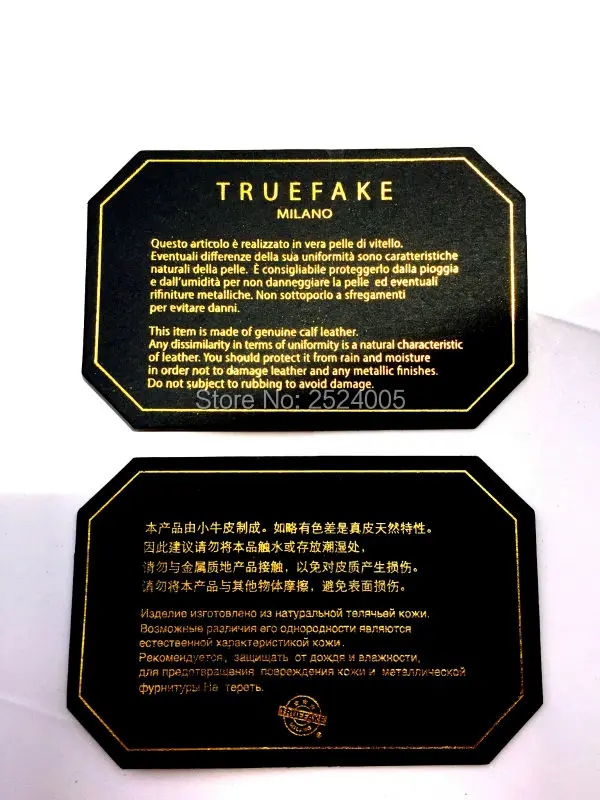 TRUEFAKE
MILANO
Questo articolo è realizzato in vera pelle di vitello.
Eventuali differenze della sua uniformità sono caratteristiche
naturali della pelle. È consigliabile proteggerlo dalla pioggia
e dall'umidità per non danneggiare la pelle ed eventuali
rifiniture metalliche. Non sottoporlo a sfregamenti
per evitare danni.
This item is made of genuine calf leather.
Any dissimilarity in terms of uniformity is a natural characteristic
of leather. You should protect it from rain and moisture
in order not to damage leather and any metallic finishes.
Do not subject to rubbing to avoid damage.
Store No: 2524005
本产品由小牛皮制成。如略有色差是真皮天然特性。
因此建议请勿将本品触水或存放潮湿处,
请勿与金属质地产品接触，以免对皮质产生损伤。
请勿将本产品与其他物体摩擦，避免表面损伤。
Изделие изготовлено из натуральной телячьей кожи.
Возможные различия его однородности являются
естественной характеристикой кожи.
Рекомендуется, защищать от дождя и влажности,
для предотвращения повреждения кожи и металлической
фурнитуры На тереть.
TRUEFAKE
MILANO